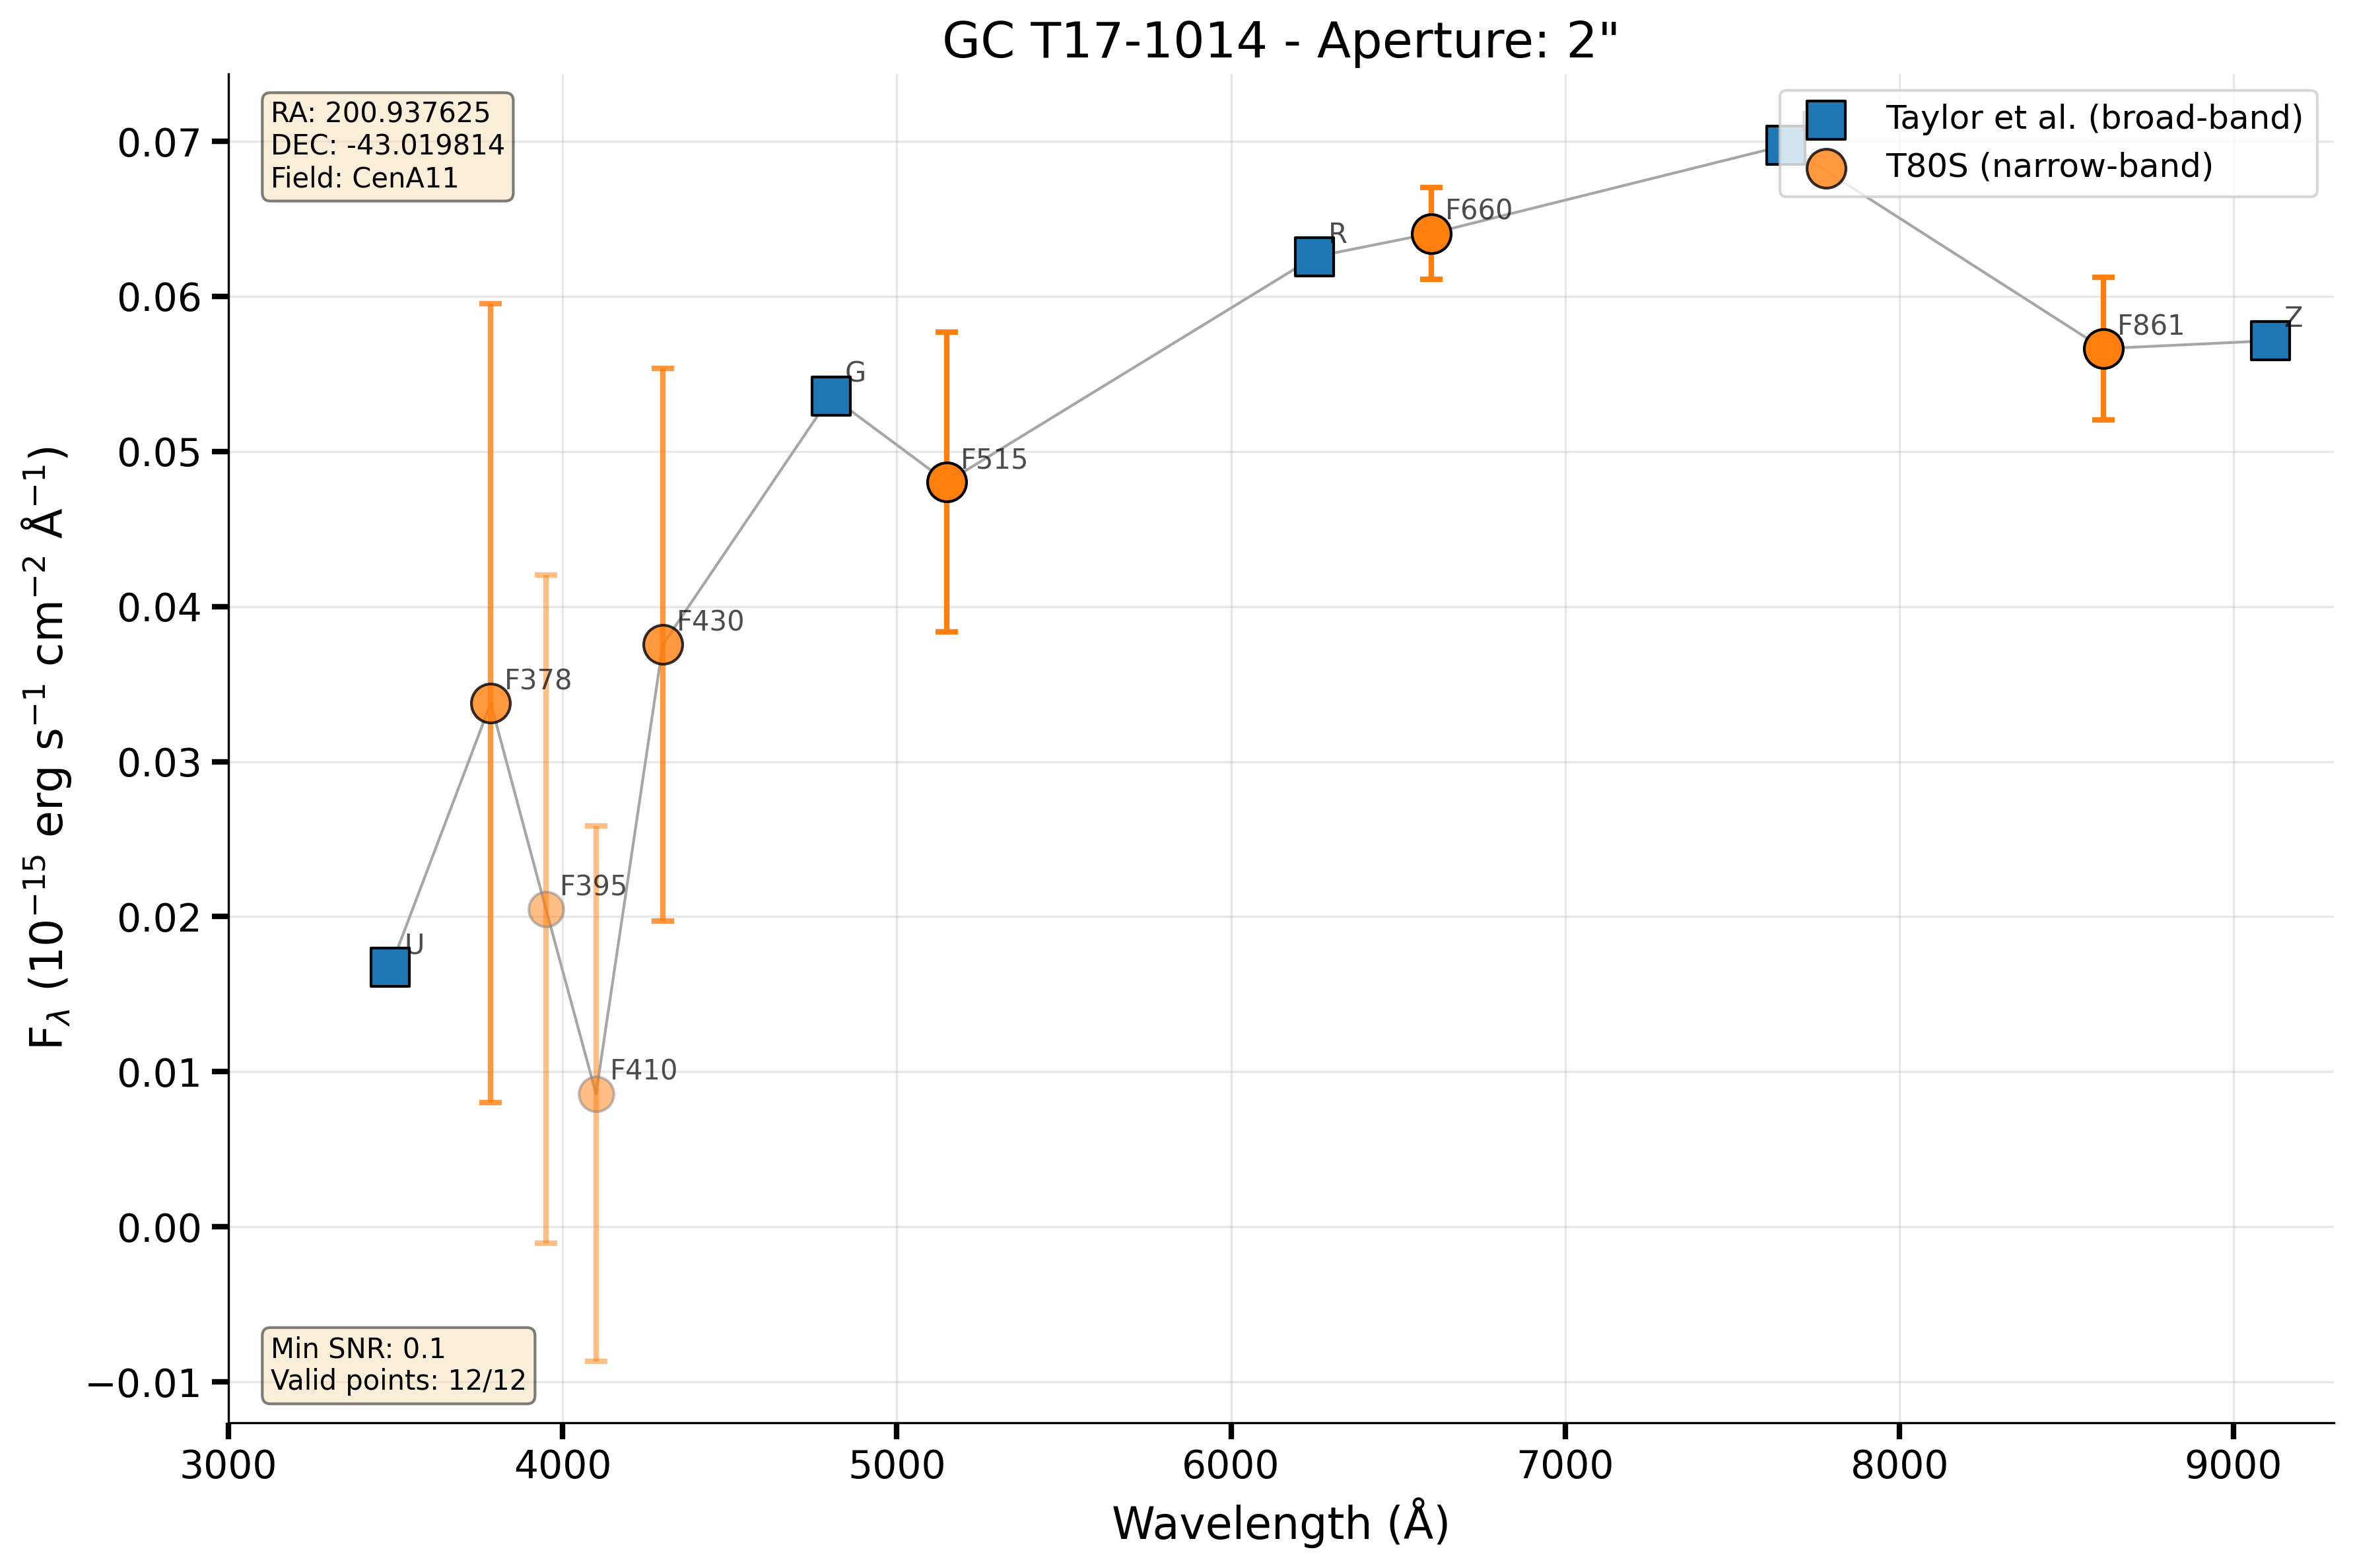 GC T17-1014 - Aperture: 2"
RA: 200.937625
DEC: -43.019814
Field: CenA11
Taylor et al. (broad-band)
T80S (narrow-band)
F660
R
F861
Z
G
F515
F430
F378
F395
U
F410
Min SNR: 0.1
Valid points: 12/12
0.07
0.06
0.05
0.04
0.03
0.02
0.01
0.00
−0.01
F$_{λ}$ (10$^{−15}$ erg s$^{−1}$ cm$^{−2}$ Å$^{−1}$)
3000 4000 5000 6000 7000 8000 9000
Wavelength (Å)